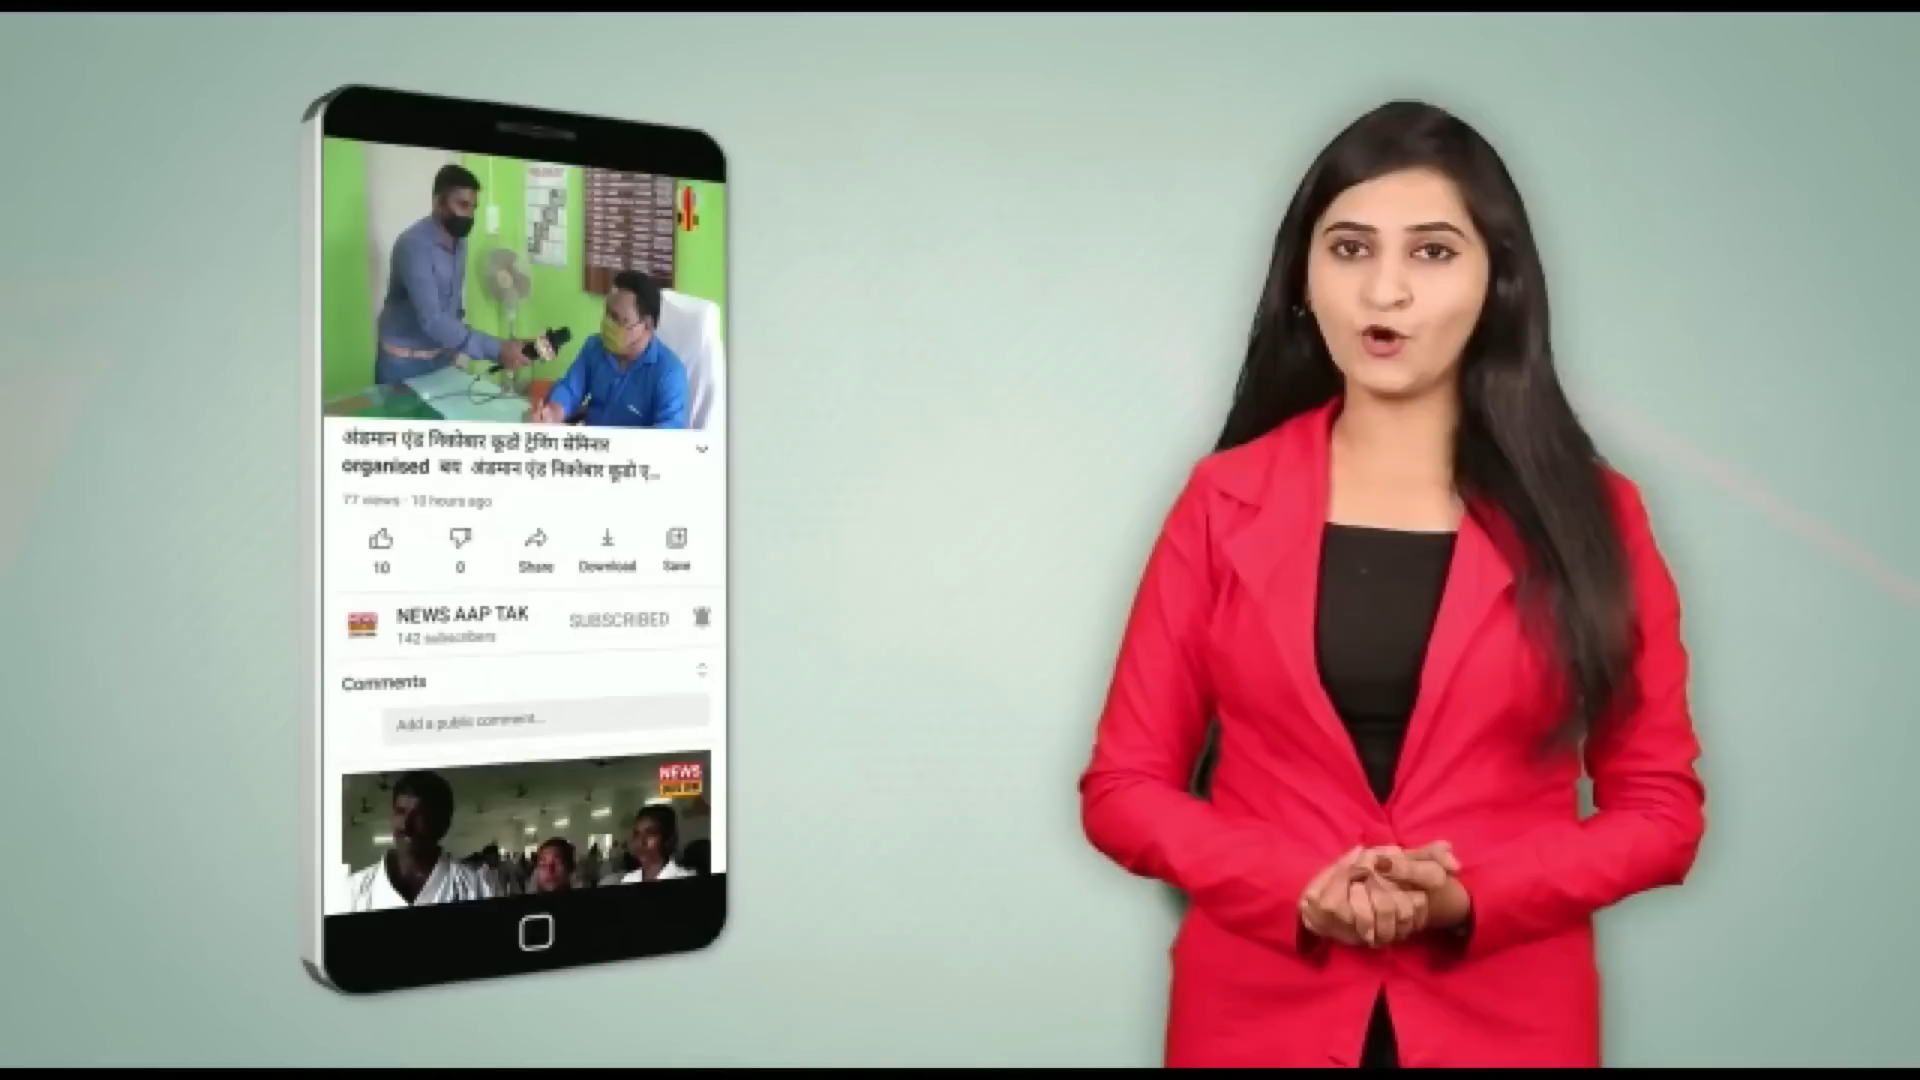 अंडमान एंड निकोबार कूडो ट्रेनिंग सेमिनार
organised बय अंडमान एंड निकोबार कूडो ए...
77 views · 10 hours ago
10
0
Share
Download
Save
NEWS AAP TAK
SUBSCRIBED
142 subscribers
Comments
Add a public comment...
NEWS